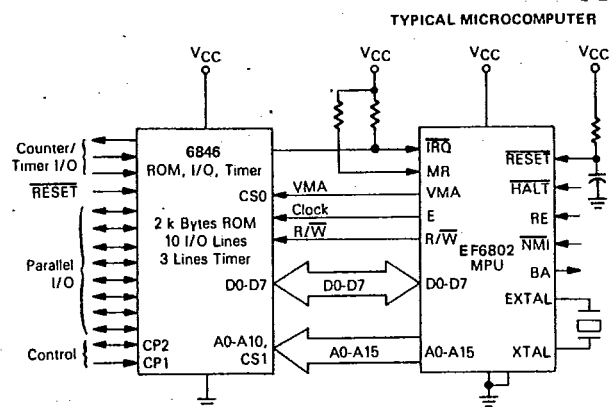 TYPICAL MICROCOMPUTER
VCC
VCC
VCC
VCC
Counter/
Timer I/O
RESET
Parallel
I/O
Control
6846
ROM, I/O, Timer
CS0
2 k Bytes ROM
10 I/O Lines
3 Lines Timer
D0-D7
CP2
CP1
A0-A10,
CS1
VMA
Clock
R/W
D0-D7
A0-A15
IRQ
MR
VMA
E
R/W
EF6802
MPU
D0-D7
A0-A15
RESET
HALT
RE
NMI
BA
EXTAL
XTAL